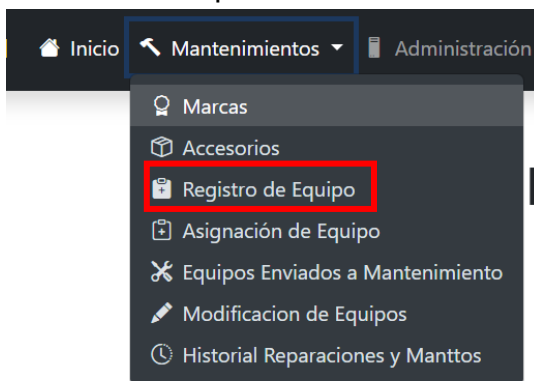 Inicio Mantenimientos Administración
Marcas
Accesorios
Registro de Equipo
Asignación de Equipo
Equipos Enviados a Mantenimiento
Modificacion de Equipos
Historial Reparaciones y Manttos